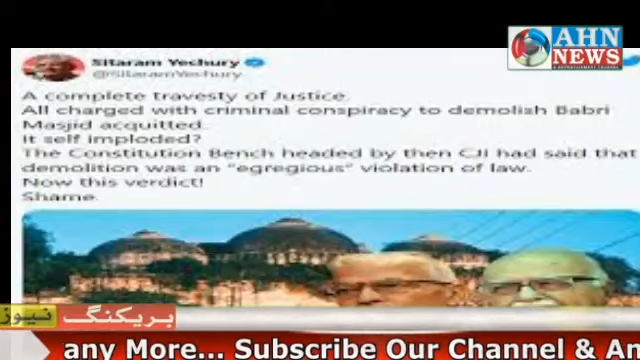 AHN
NEWS
Sitaram Yechury
@SitaramYechury
A complete travesty of Justice.
All charged with criminal conspiracy to demolish Babri
Masjid acquitted.
It self imploded?
The Constitution Bench headed by then CJI had said that
demolition was an "egregious" violation of law.
Now this verdict!
Shame.
بریکنگ نیوز
any More... Subscribe Our Channel & An